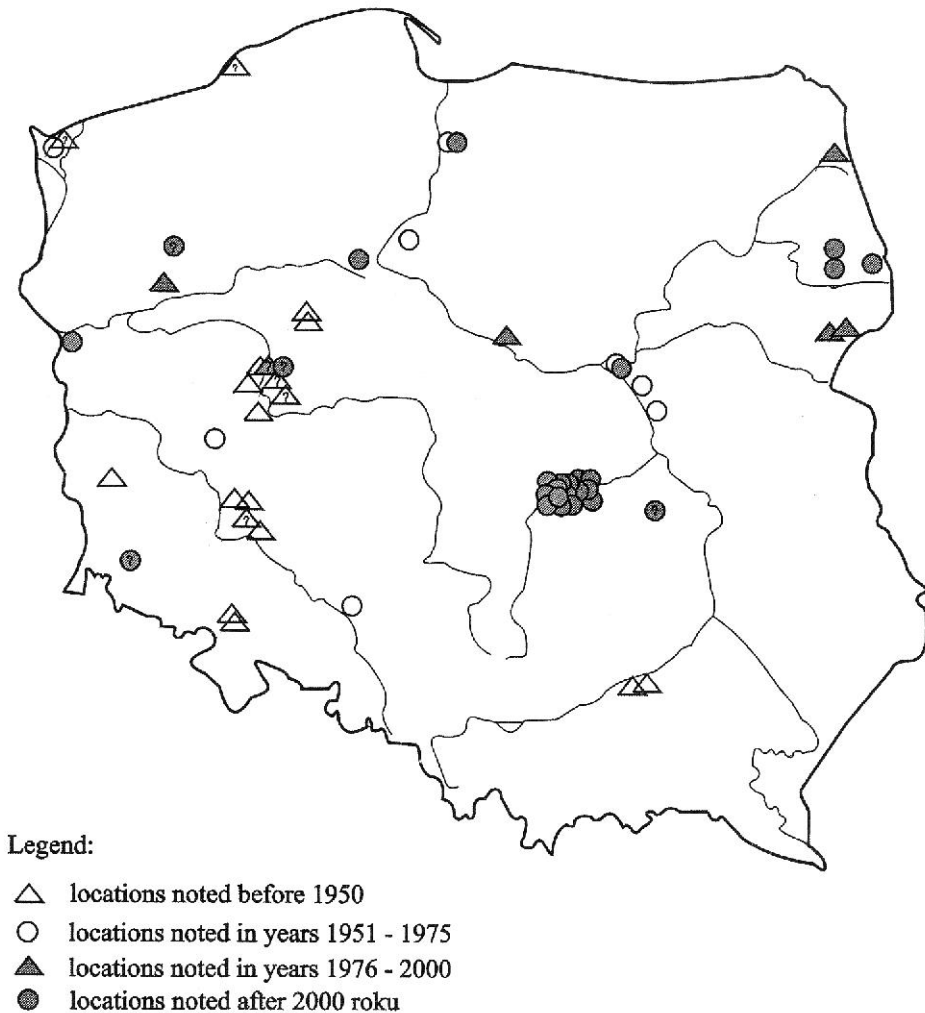 ?
?
?
?
?
?
?
?
?
?
Legend:
locations noted before 1950
locations noted in years 1951 - 1975
locations noted in years 1976 - 2000
locations noted after 2000 roku